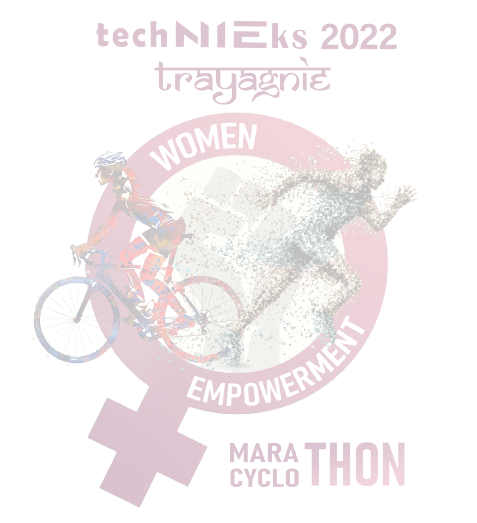 techNIEks 2022
trayagnie
WOMEN
EMPOWERMENT
MARA
CYCLO THON